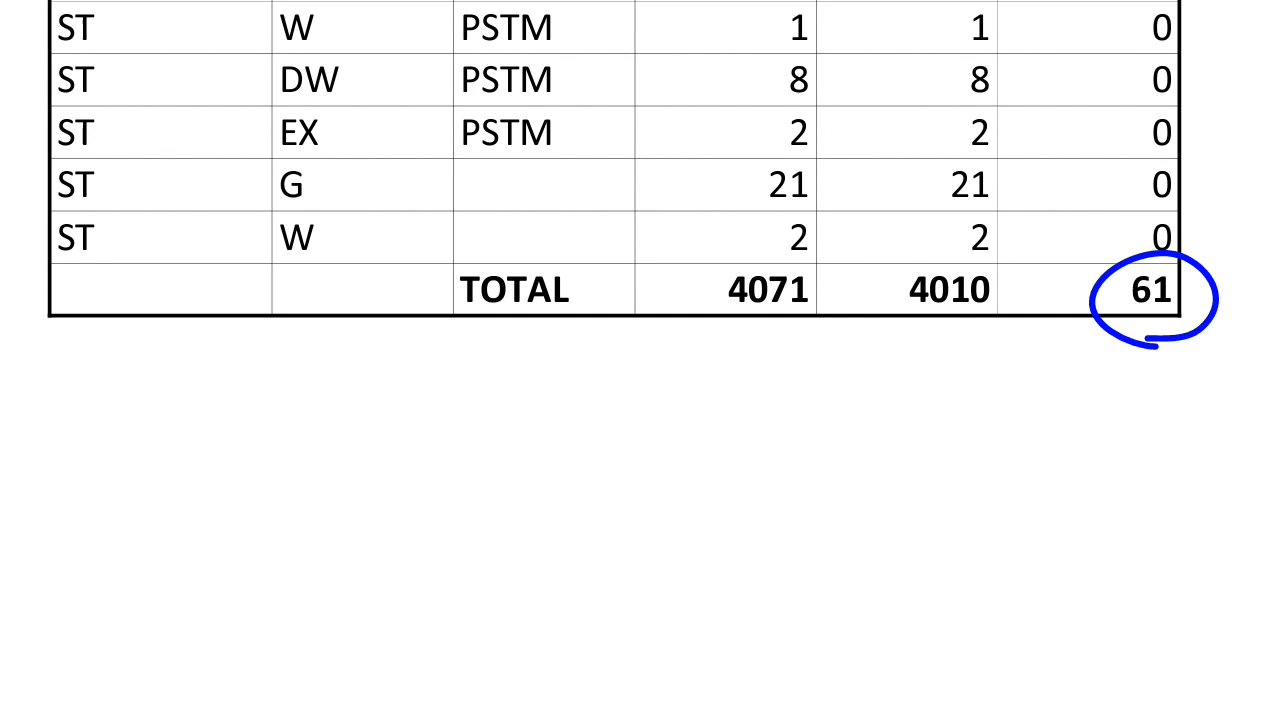 ST W PSTM 1 1 0
ST DW PSTM 8 8 0
ST EX PSTM 2 2 0
ST G 21 21 0
ST W 2 2 0
TOTAL 4071 4010 61